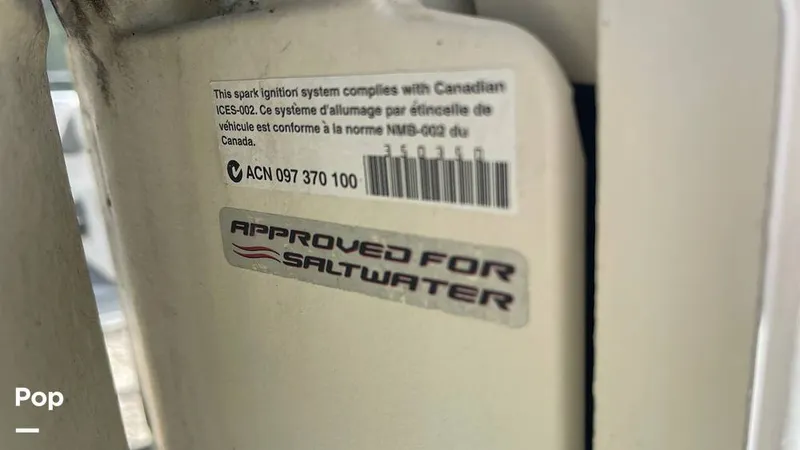 This spark ignition system complies with Canadian
ICES-002. Ce système d'allumage par étincelle de
véhicule est conforme à la norme NMB-002 du
Canada.
350350
ACN 097 370 100
APPROVED FOR
SALTWATER
Pop